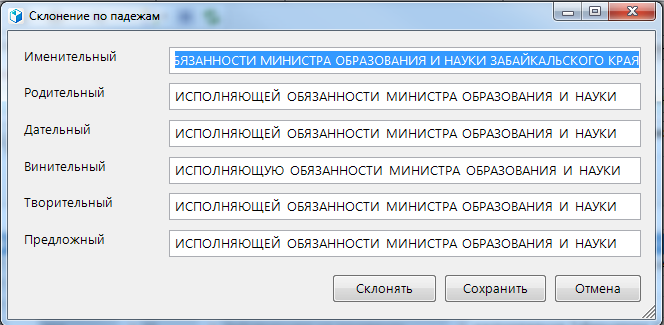 Склонение по падежам
Именительный
БЯЗАННОСТИ МИНИСТРА ОБРАЗОВАНИЯ И НАУКИ ЗАБАЙКАЛЬСКОГО КРАЯ
Родительный
ИСПОЛНЯЮЩЕЙ ОБЯЗАННОСТИ МИНИСТРА ОБРАЗОВАНИЯ И НАУКИ
Дательный
ИСПОЛНЯЮЩЕЙ ОБЯЗАННОСТИ МИНИСТРА ОБРАЗОВАНИЯ И НАУКИ
Винительный
ИСПОЛНЯЮЩУЮ ОБЯЗАННОСТИ МИНИСТРА ОБРАЗОВАНИЯ И НАУКИ
Творительный
ИСПОЛНЯЮЩЕЙ ОБЯЗАННОСТИ МИНИСТРА ОБРАЗОВАНИЯ И НАУКИ
Предложный
ИСПОЛНЯЮЩЕЙ ОБЯЗАННОСТИ МИНИСТРА ОБРАЗОВАНИЯ И НАУКИ
Склонять Сохранить Отмена